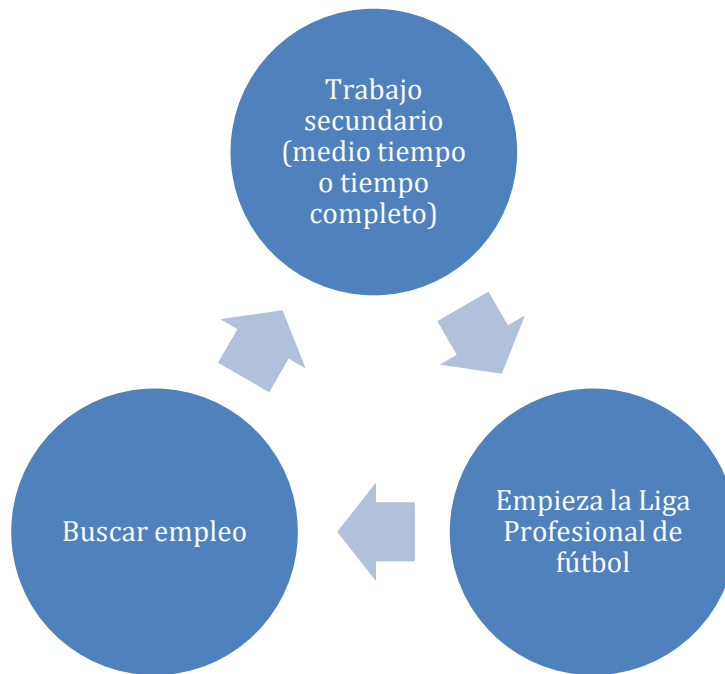 Trabajo
secundario
(medio tiempo
o tiempo
completo)
Empieza la Liga
Profesional de
fútbol
Buscar empleo